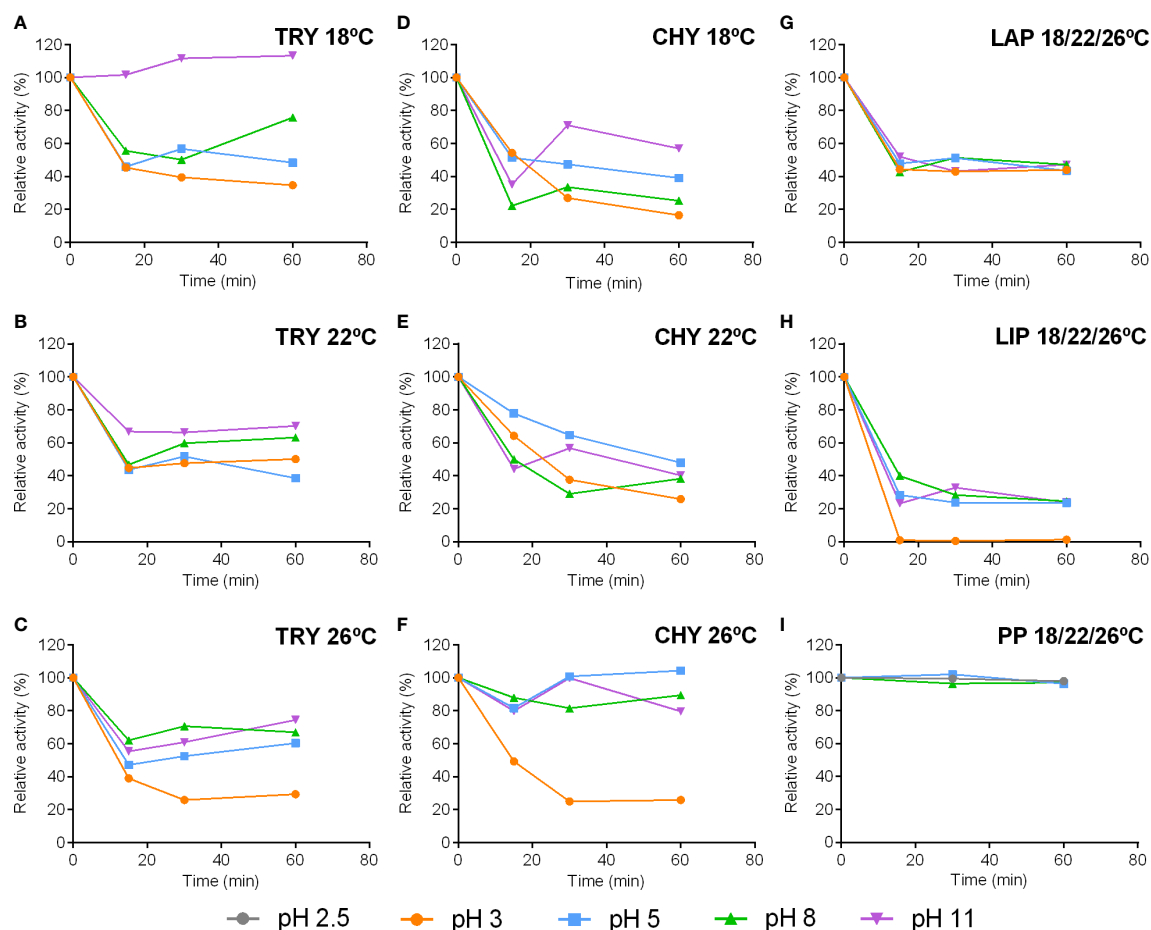 A
TRY 18ºC
Relative activity (%)
120
100
80
60
40
20
0
0 20 40 60 80
Time (min)
D
CHY 18ºC
Relative activity (%)
120
100
80
60
40
20
0
0 20 40 60 80
Time (min)
G
LAP 18/22/26ºC
Relative activity (%)
120
100
80
60
40
20
0
0 20 40 60 80
Time (min)
B
TRY 22ºC
Relative activity (%)
120
100
80
60
40
20
0
0 20 40 60 80
Time (min)
E
CHY 22ºC
Relative activity (%)
120
100
80
60
40
20
0
0 20 40 60 80
Time (min)
H
LIP 18/22/26ºC
Relative activity (%)
120
100
80
60
40
20
0
0 20 40 60 80
Time (min)
C
TRY 26ºC
Relative activity (%)
120
100
80
60
40
20
0
0 20 40 60 80
Time (min)
F
CHY 26ºC
Relative activity (%)
120
100
80
60
40
20
0
0 20 40 60 80
Time (min)
I
PP 18/22/26ºC
Relative activity (%)
120
100
80
60
40
20
0
0 20 40 60 80
Time (min)
pH 2.5 pH 3 pH 5 pH 8 pH 11